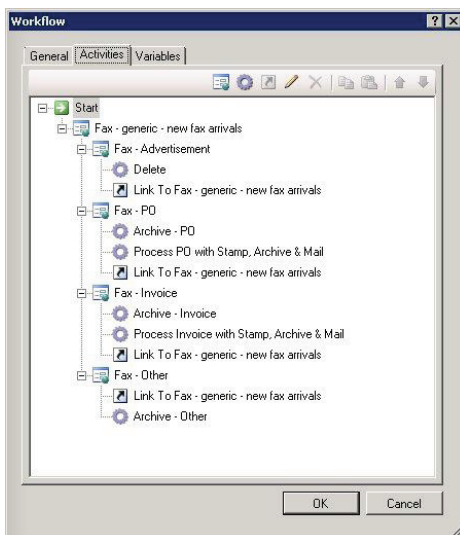 Workflow
General Activities Variables
Start
Fax - generic - new fax arrivals
Fax - Advertisement
Delete
Link To Fax - generic - new fax arrivals
Fax - PO
Archive - PO
Process PO with Stamp, Archive & Mail
Link To Fax - generic - new fax arrivals
Fax - Invoice
Archive - Invoice
Process Invoice with Stamp, Archive & Mail
Link To Fax - generic - new fax arrivals
Fax - Other
Link To Fax - generic - new fax arrivals
Archive - Other
OK Cancel